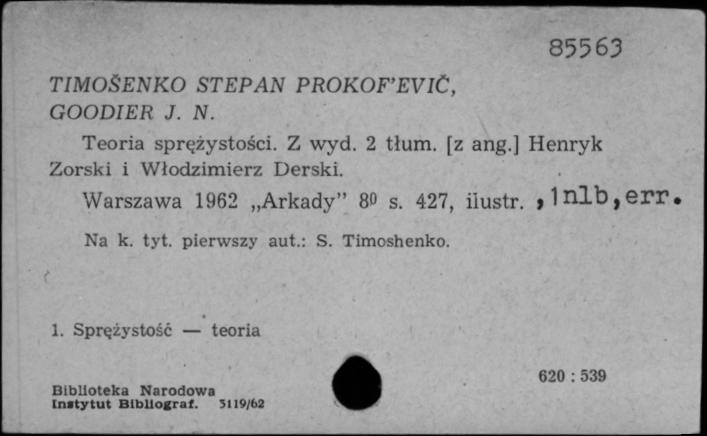 85563
TIMOŠENKO STEPAN PROKOF'EVIČ,
GOODIER J. N.
Teoria sprężystości. Z wyd. 2 tłum. [z ang.] Henryk
Zorski i Włodzimierz Derski.
Warszawa 1962 „Arkady” 8⁰ s. 427, ilustr. ,1nlb,err.
Na k. tyt. pierwszy aut.: S. Timoshenko.
1. Sprężystość — teoria
620 : 539
Biblioteka Narodowa
Instytut Bibliograf. 5119/62